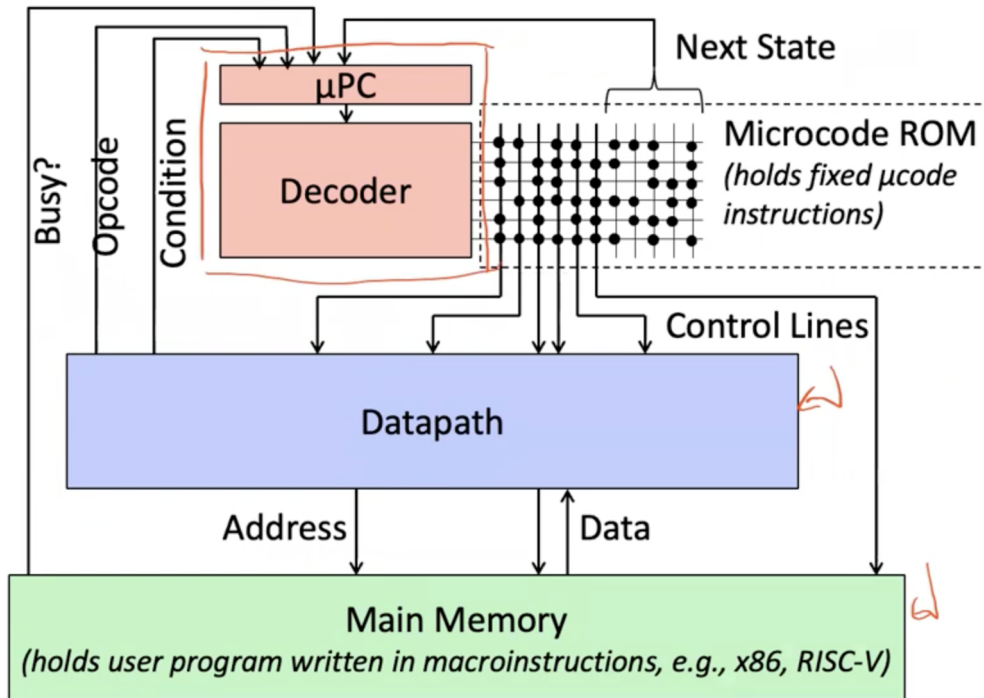 Next State
µPC
Microcode ROM
(holds fixed µcode
instructions)
Busy?
Opcode
Condition
Decoder
Control Lines
Datapath
Address
Data
Main Memory
(holds user program written in macroinstructions, e.g., x86, RISC-V)